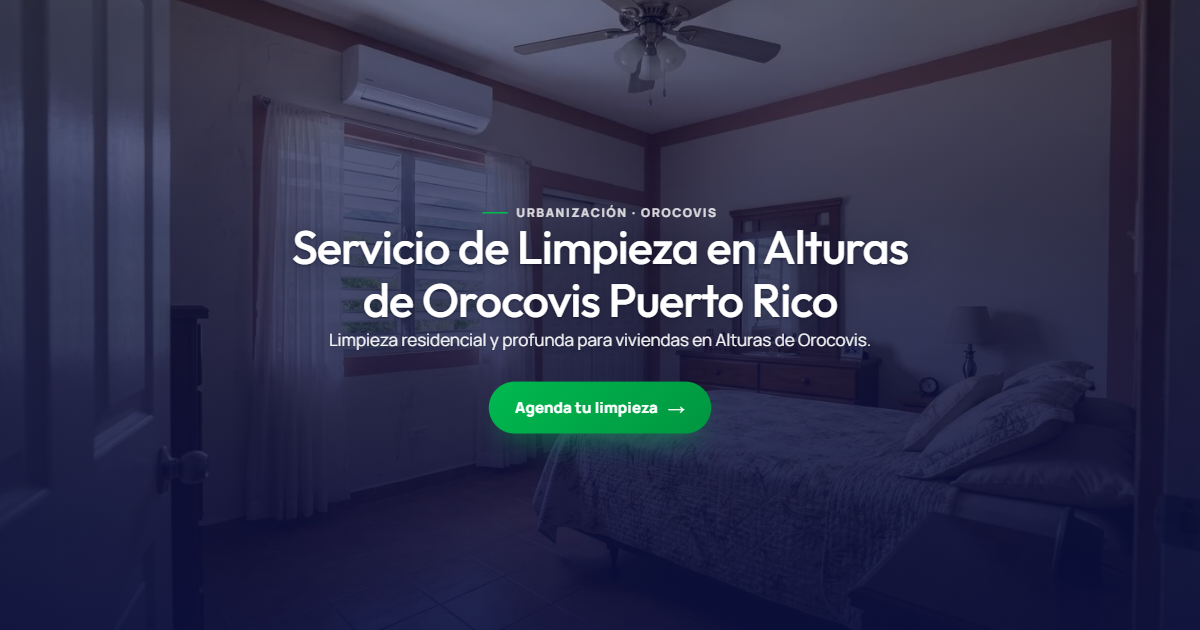 URBANIZACIÓN · OROCOVIS
Servicio de Limpieza en Alturas
de Orocovis Puerto Rico
Limpieza residencial y profunda para viviendas en Alturas de Orocovis.
Agenda tu limpieza →